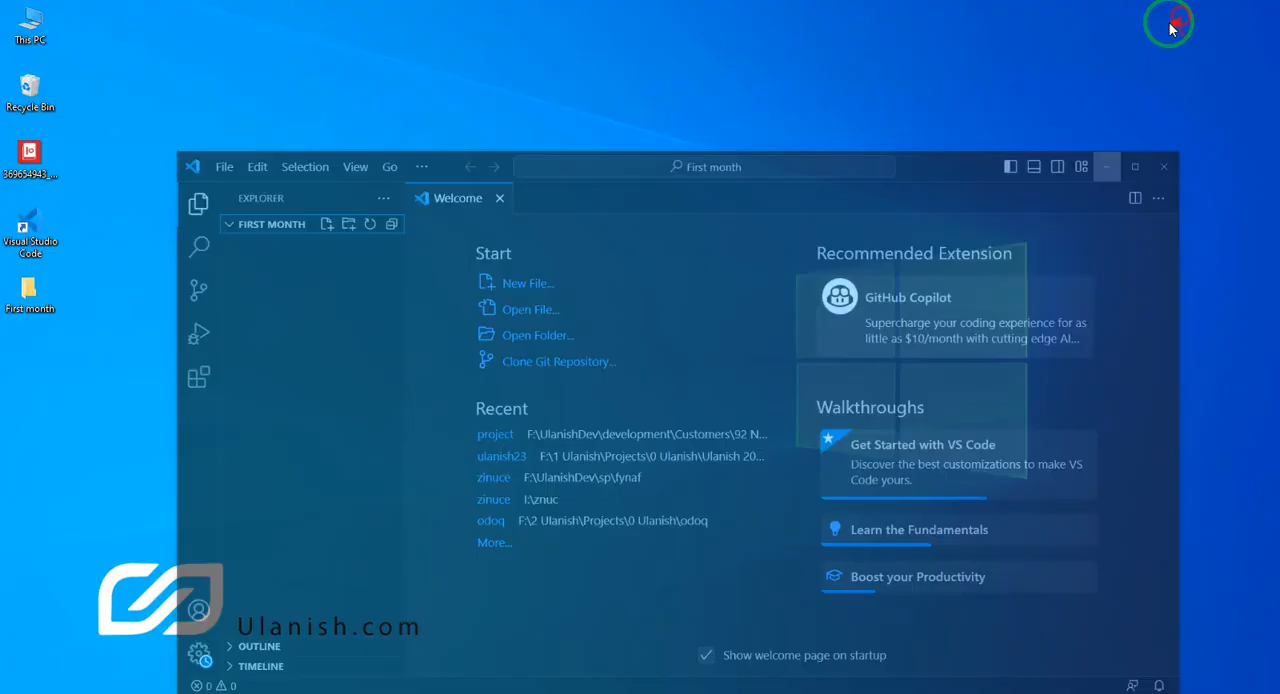 This PC
Recycle Bin
369654943_...
Visual Studio
Code
First month
File Edit Selection View Go ... First month
EXPLORER ...
FIRST MONTH
Welcome
Start
New File...
Open File...
Open Folder...
Clone Git Repository...
Recent
project F:\UlanishDev\development\Customers\92 N...
ulanish23 F:\1 Ulanish\Projects\0 Ulanish\Ulanish 20...
zinuce F:\UlanishDev\sp\fynaf
zinuce I:\znuc
odoq F:\2 Ulanish\Projects\0 Ulanish\odoq
More...
Recommended Extension
GitHub Copilot
Supercharge your coding experience for as
little as $10/month with cutting edge AI...
Walkthroughs
Get Started with VS Code
Discover the best customizations to make VS
Code yours.
Learn the Fundamentals
Boost your Productivity
Show welcome page on startup
Ulanish.com
OUTLINE
TIMELINE
0 0